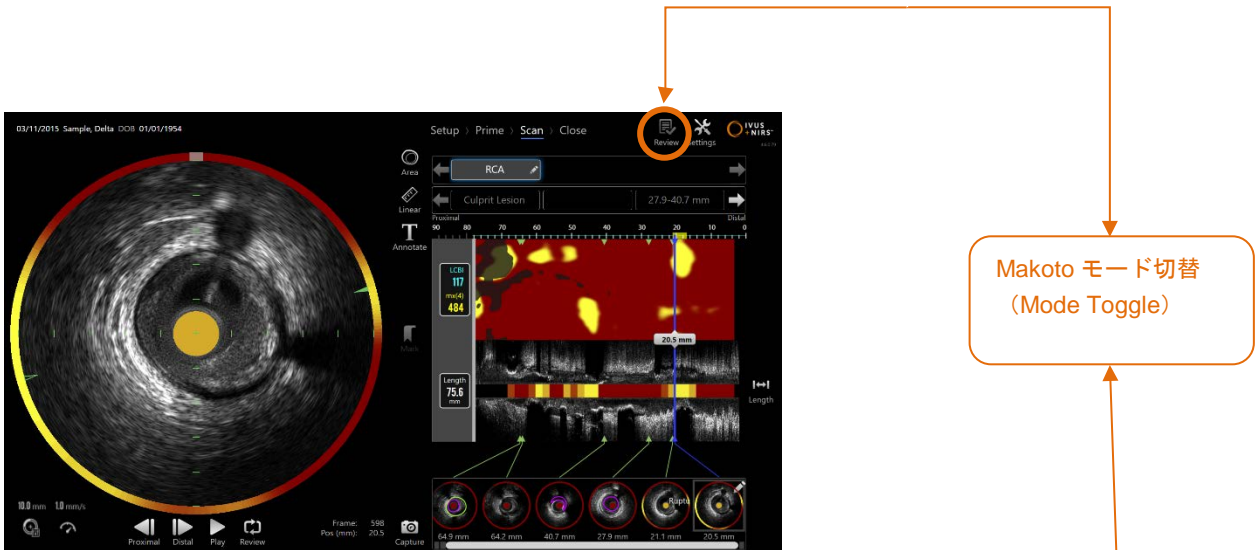 03/11/2015 Sample, Delta DOB 01/01/1954
Setup › Prime › Scan › Close
Review
Settings
IVUS
+NIRS
Area
RCA
Linear
Culprit Lesion
27.9-40.7 mm
Proximal
Distal
90 80 70 60 50 40 30 20 10 0
T
Annotate
LCBI
117
mx(4)
484
Mark
20.5 mm
Length
75.6
mm
Length
Makoto モード切替
（Mode Toggle）
10.0 mm 1.0 mm/s
Proximal Distal Play Review
Frame: 598
Pos (mm): 20.5
Capture
Ruptu
64.9 mm 64.2 mm 40.7 mm 27.9 mm 21.1 mm 20.5 mm